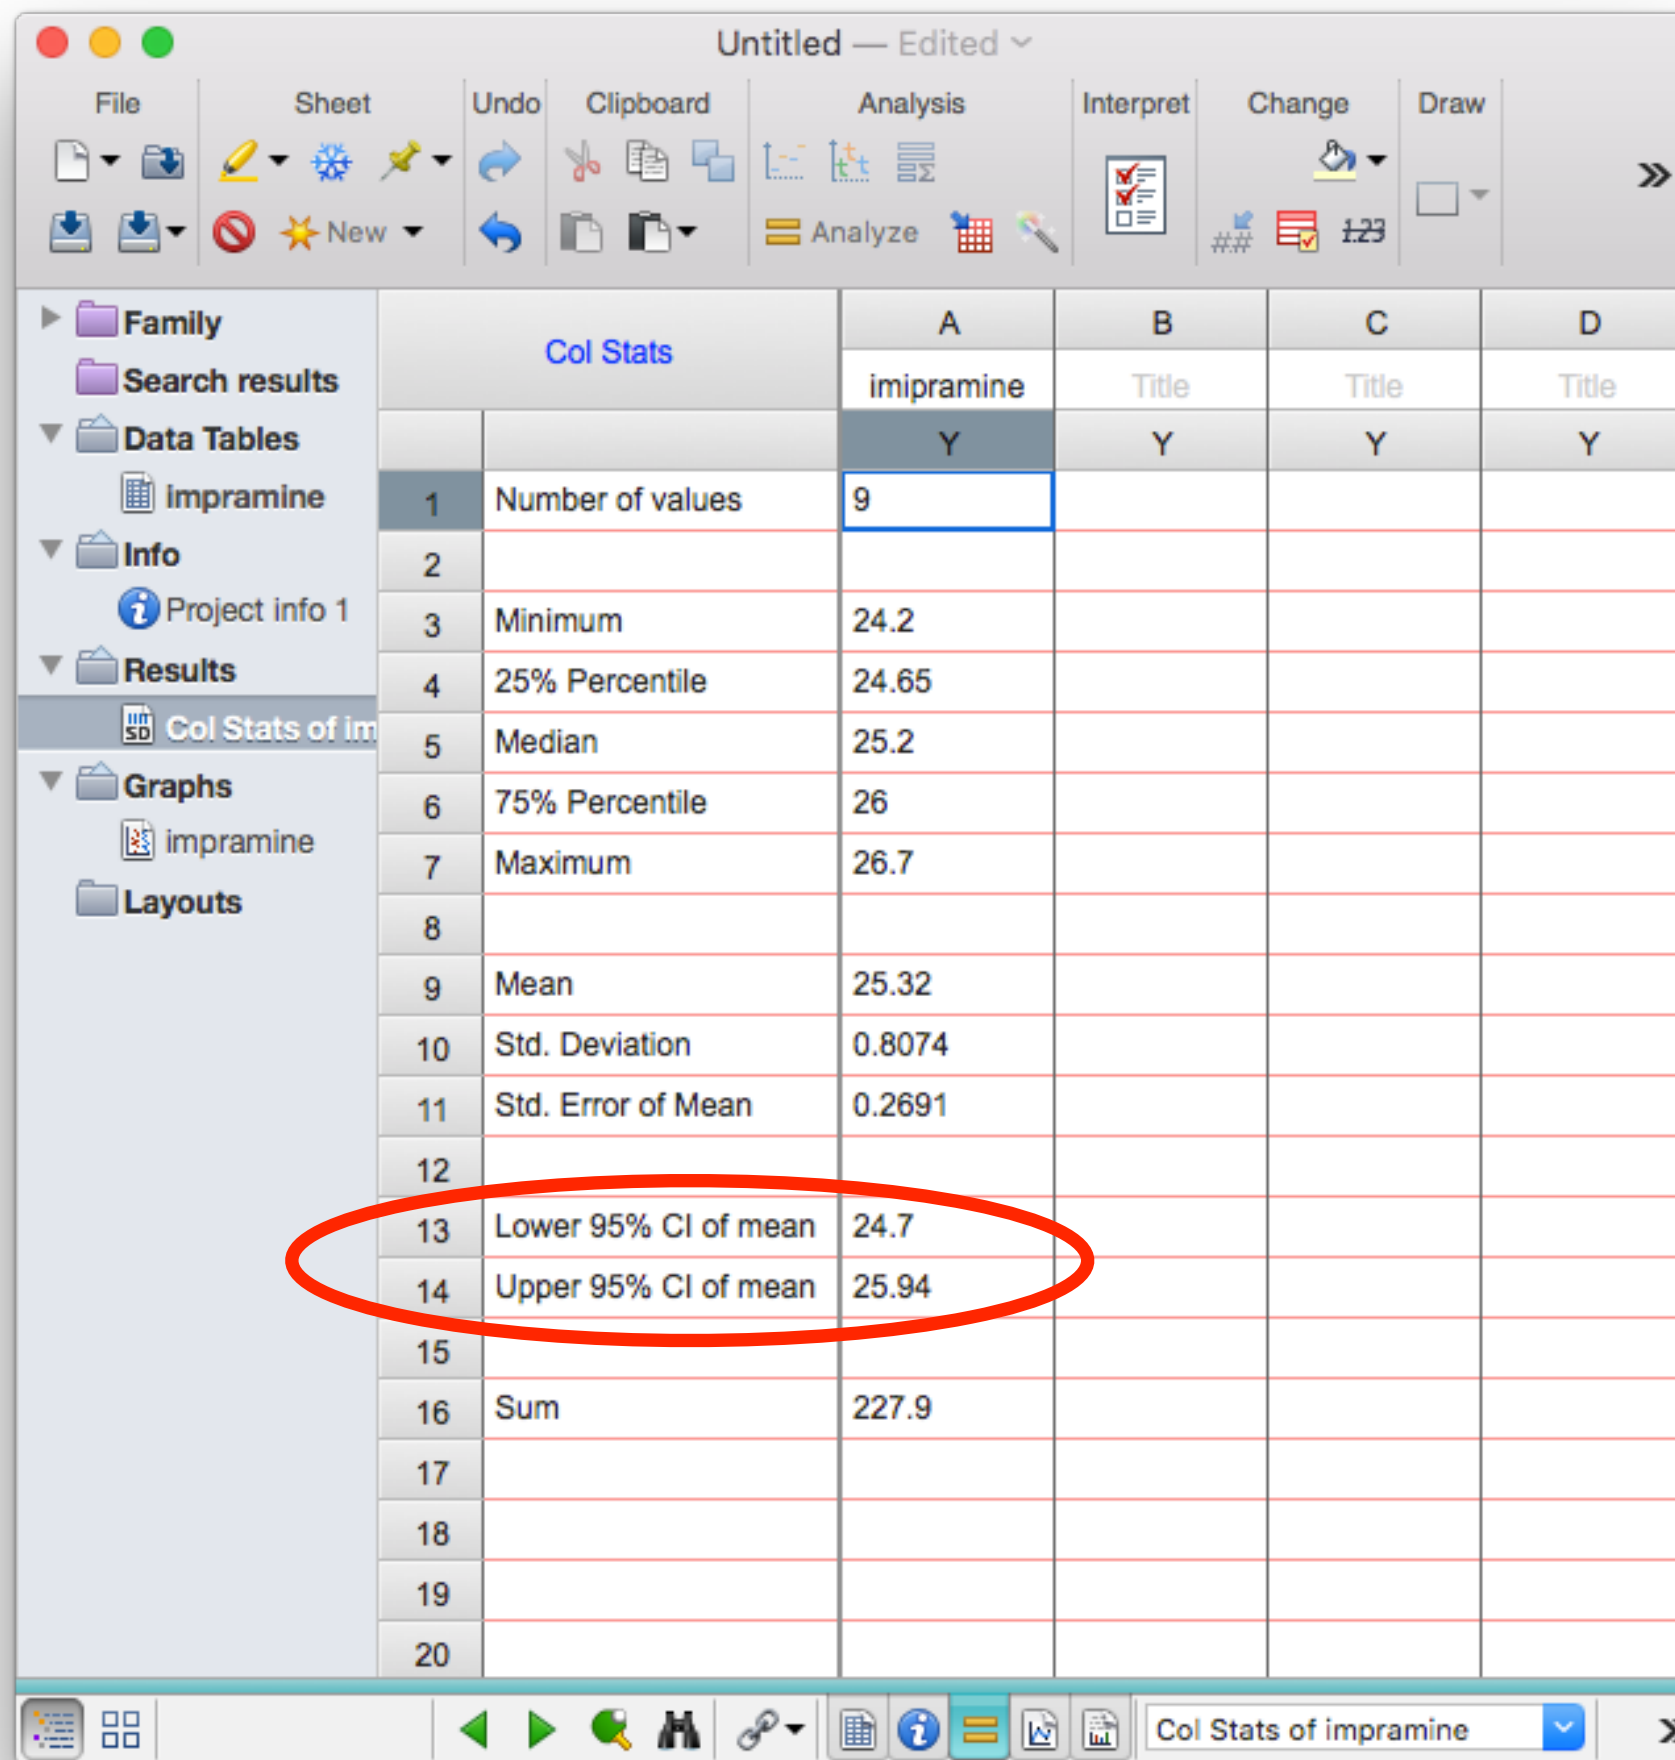 Untitled — Edited
File Sheet Undo Clipboard Analysis Interpret Change Draw
New Analyze ## 1.23
Family
Search results
Data Tables
impramine
Info
Project info 1
Results
Col Stats of im
Graphs
impramine
Layouts
Col Stats A B C D
imipramine Title Title Title
Y Y Y Y
1 Number of values 9
2
3 Minimum 24.2
4 25% Percentile 24.65
5 Median 25.2
6 75% Percentile 26
7 Maximum 26.7
8
9 Mean 25.32
10 Std. Deviation 0.8074
11 Std. Error of Mean 0.2691
12
13 Lower 95% CI of mean 24.7
14 Upper 95% CI of mean 25.94
15
16 Sum 227.9
17
18
19
20
Col Stats of impramine